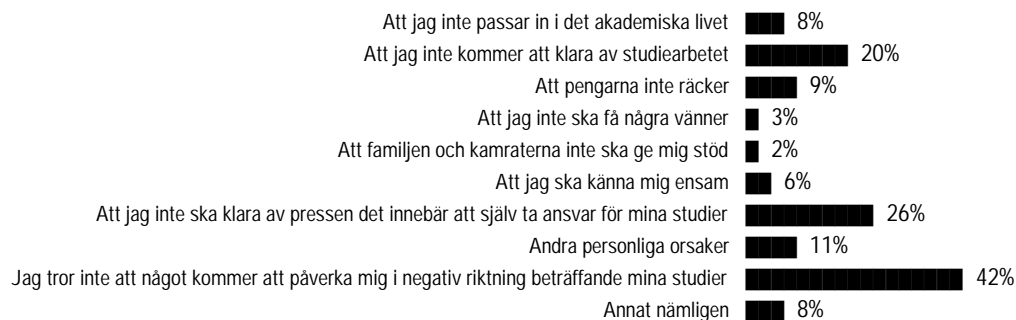 Att jag inte passar in i det akademiska livet 8%
Att jag inte kommer att klara av studiearbetet 20%
Att pengarna inte räcker 9%
Att jag inte ska få några vänner 3%
Att familjen och kamraterna inte ska ge mig stöd 2%
Att jag ska känna mig ensam 6%
Att jag inte ska klara av pressen det innebär att själv ta ansvar för mina studier 26%
Andra personliga orsaker 11%
Jag tror inte att något kommer att påverka mig i negativ riktning beträffande mina studier 42%
Annat nämligen 8%